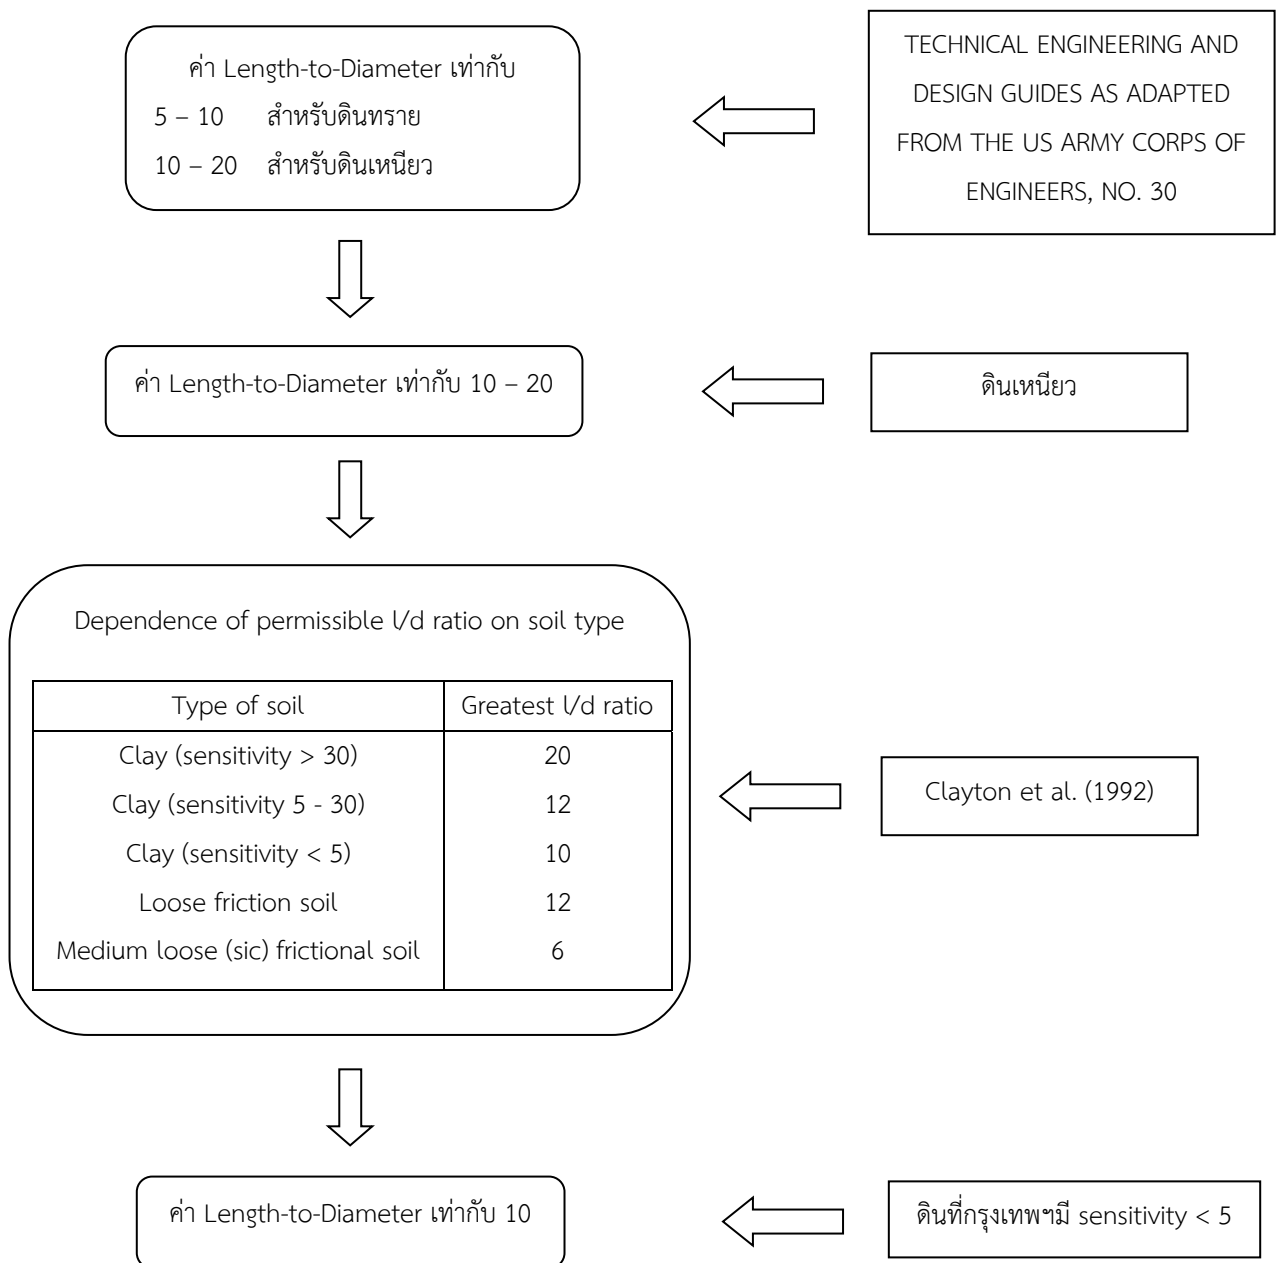 ค่า Length-to-Diameter เท่ากับ
5 – 10 สำหรับดินทราย
10 – 20 สำหรับดินเหนียว
TECHNICAL ENGINEERING AND
DESIGN GUIDES AS ADAPTED
FROM THE US ARMY CORPS OF
ENGINEERS, NO. 30
ค่า Length-to-Diameter เท่ากับ 10 – 20
ดินเหนียว
Dependence of permissible l/d ratio on soil type
Type of soil Greatest l/d ratio
Clay (sensitivity > 30) 20
Clay (sensitivity 5 - 30) 12
Clay (sensitivity < 5) 10
Loose friction soil 12
Medium loose (sic) frictional soil 6
Clayton et al. (1992)
ค่า Length-to-Diameter เท่ากับ 10
ดินที่กรุงเทพฯมี sensitivity < 5